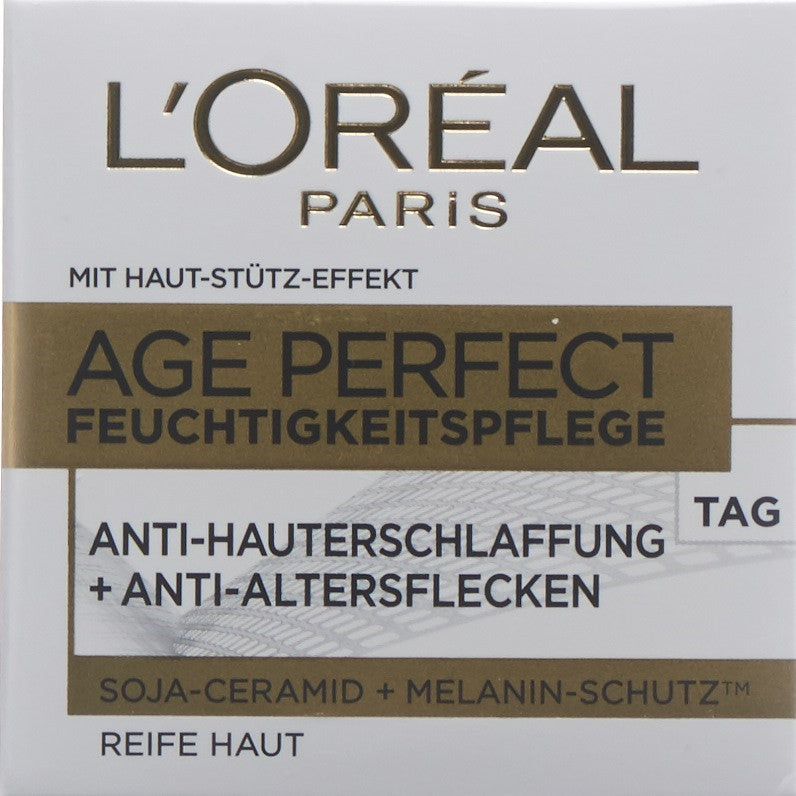 L'ORÉAL
PARiS
MIT HAUT-STÜTZ-EFFEKT
AGE PERFECT
FEUCHTIGKEITSPFLEGE
TAG
ANTI-HAUTERSCHLAFFUNG
+ ANTI-ALTERSFLECKEN
SOJA-CERAMID + MELANIN-SCHUTZ™
REIFE HAUT